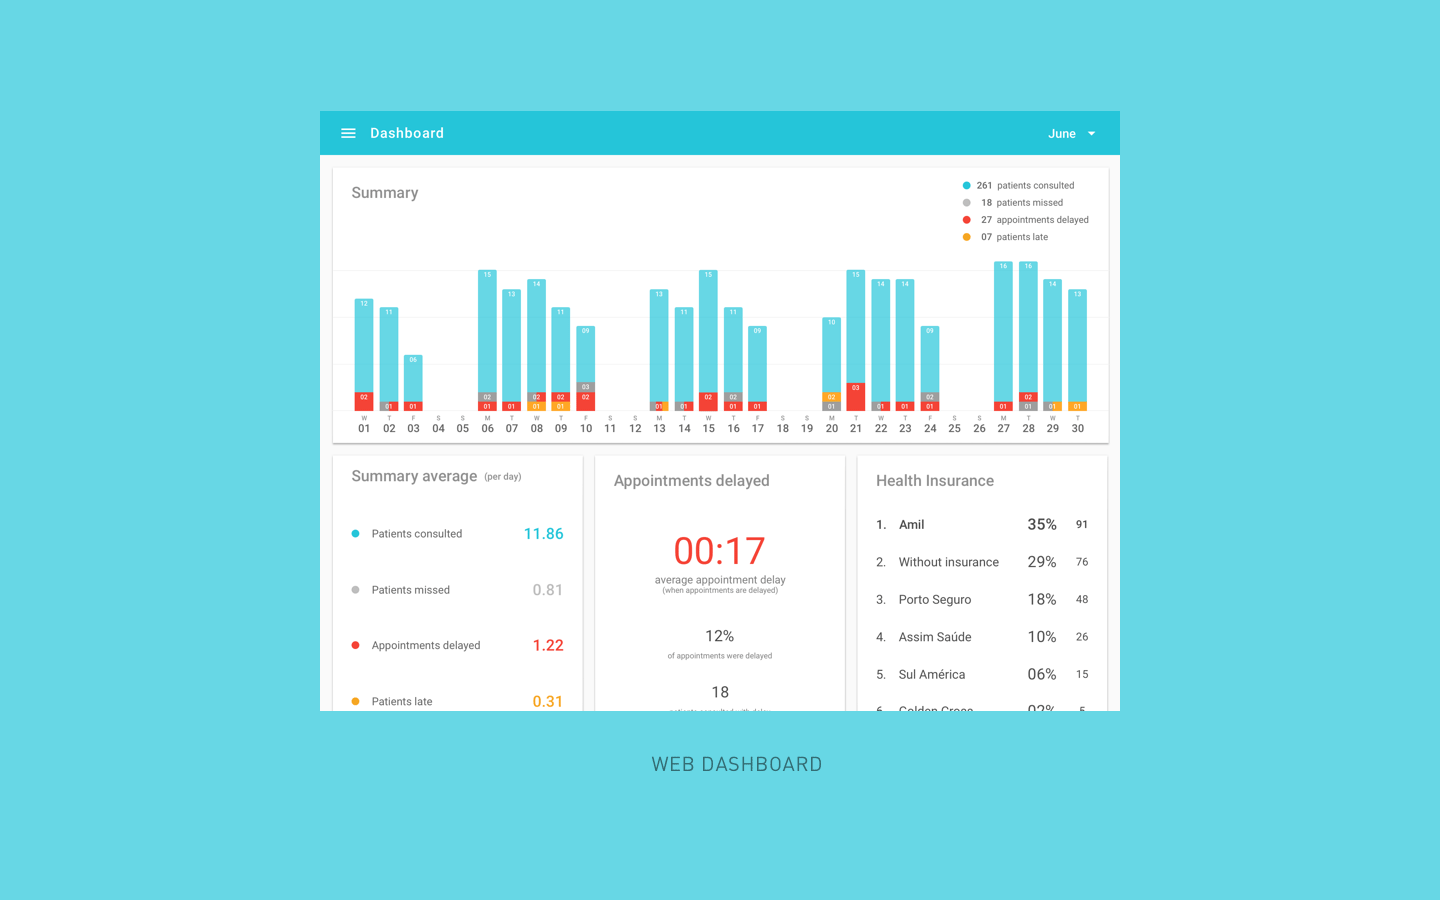 Dashboard
June
Summary
261 patients consulted
18 patients missed
27 appointments delayed
07 patients late
16 16
15 15 15
14 14 14 14
13 13 13
12
11 11 11 11
10
09 09 09
06
03 03
02 02 02 02 02 02 02 02 02 02 02 02
01 01 01 01 01 01 01 01 01 01 01 01 01 01 01 01 01 01 01
W T F S S M T W T F S S M T W T F S S M T W T F S S M T W T
01 02 03 04 05 06 07 08 09 10 11 12 13 14 15 16 17 18 19 20 21 22 23 24 25 26 27 28 29 30
Summary average (per day)
Patients consulted 11.86
Patients missed 0.81
Appointments delayed 1.22
Patients late 0.31
Appointments delayed
00:17
average appointment delay
(when appointments are delayed)
12%
of appointments were delayed
18
Health Insurance
1. Amil 35% 91
2. Without insurance 29% 76
3. Porto Seguro 18% 48
4. Assim Saúde 10% 26
5. Sul América 06% 15
WEB DASHBOARD